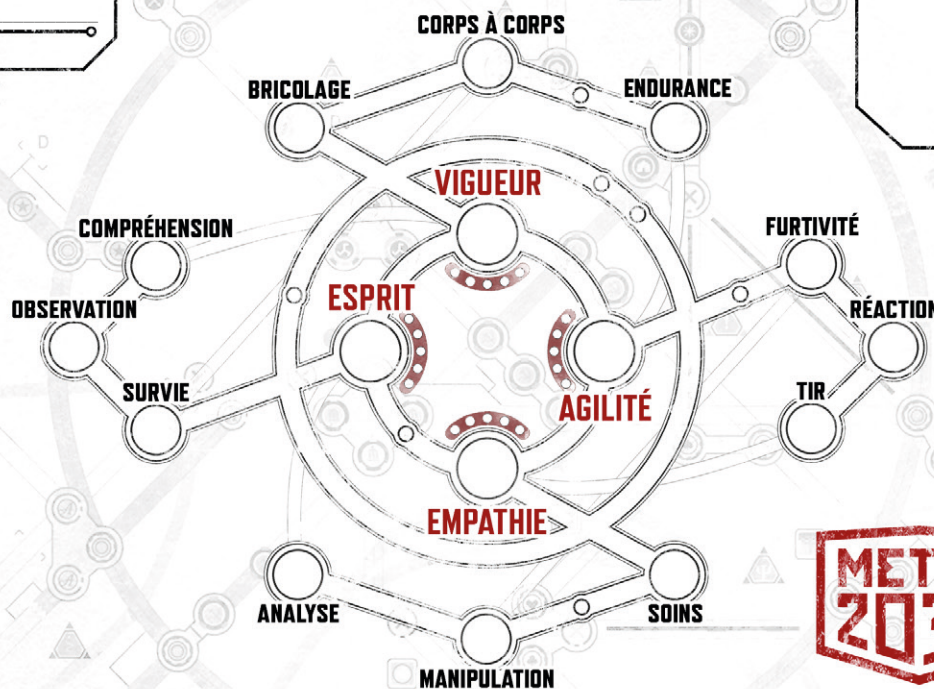 CORPS À CORPS
BRICOLAGE
ENDURANCE
VIGUEUR
COMPRÉHENSION
FURTIVITÉ
ESPRIT
OBSERVATION
RÉACTION
SURVIE
AGILITÉ
TIR
EMPATHIE
ANALYSE
SOINS
MANIPULATION